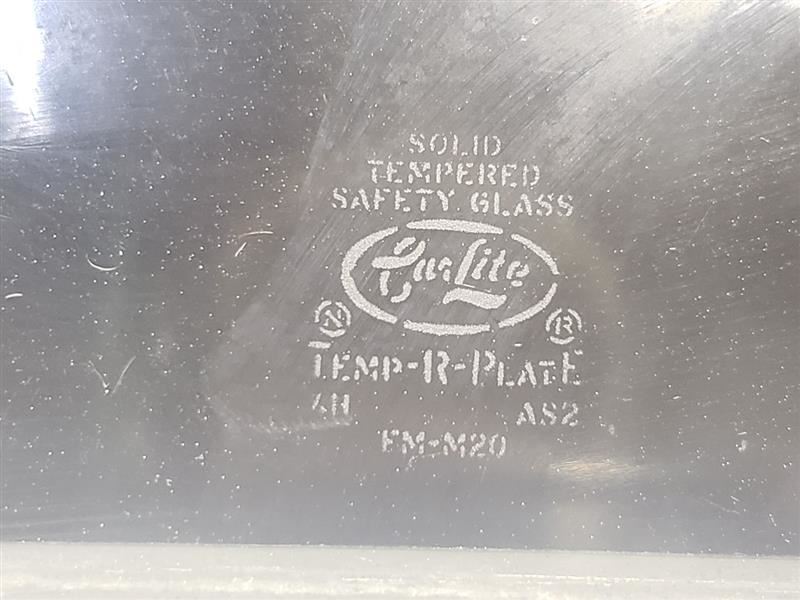 SOLID
TEMPERED
SAFETY GLASS
CarLite
N R
TEMP-R-PLATE
4H AS2
FM-M20